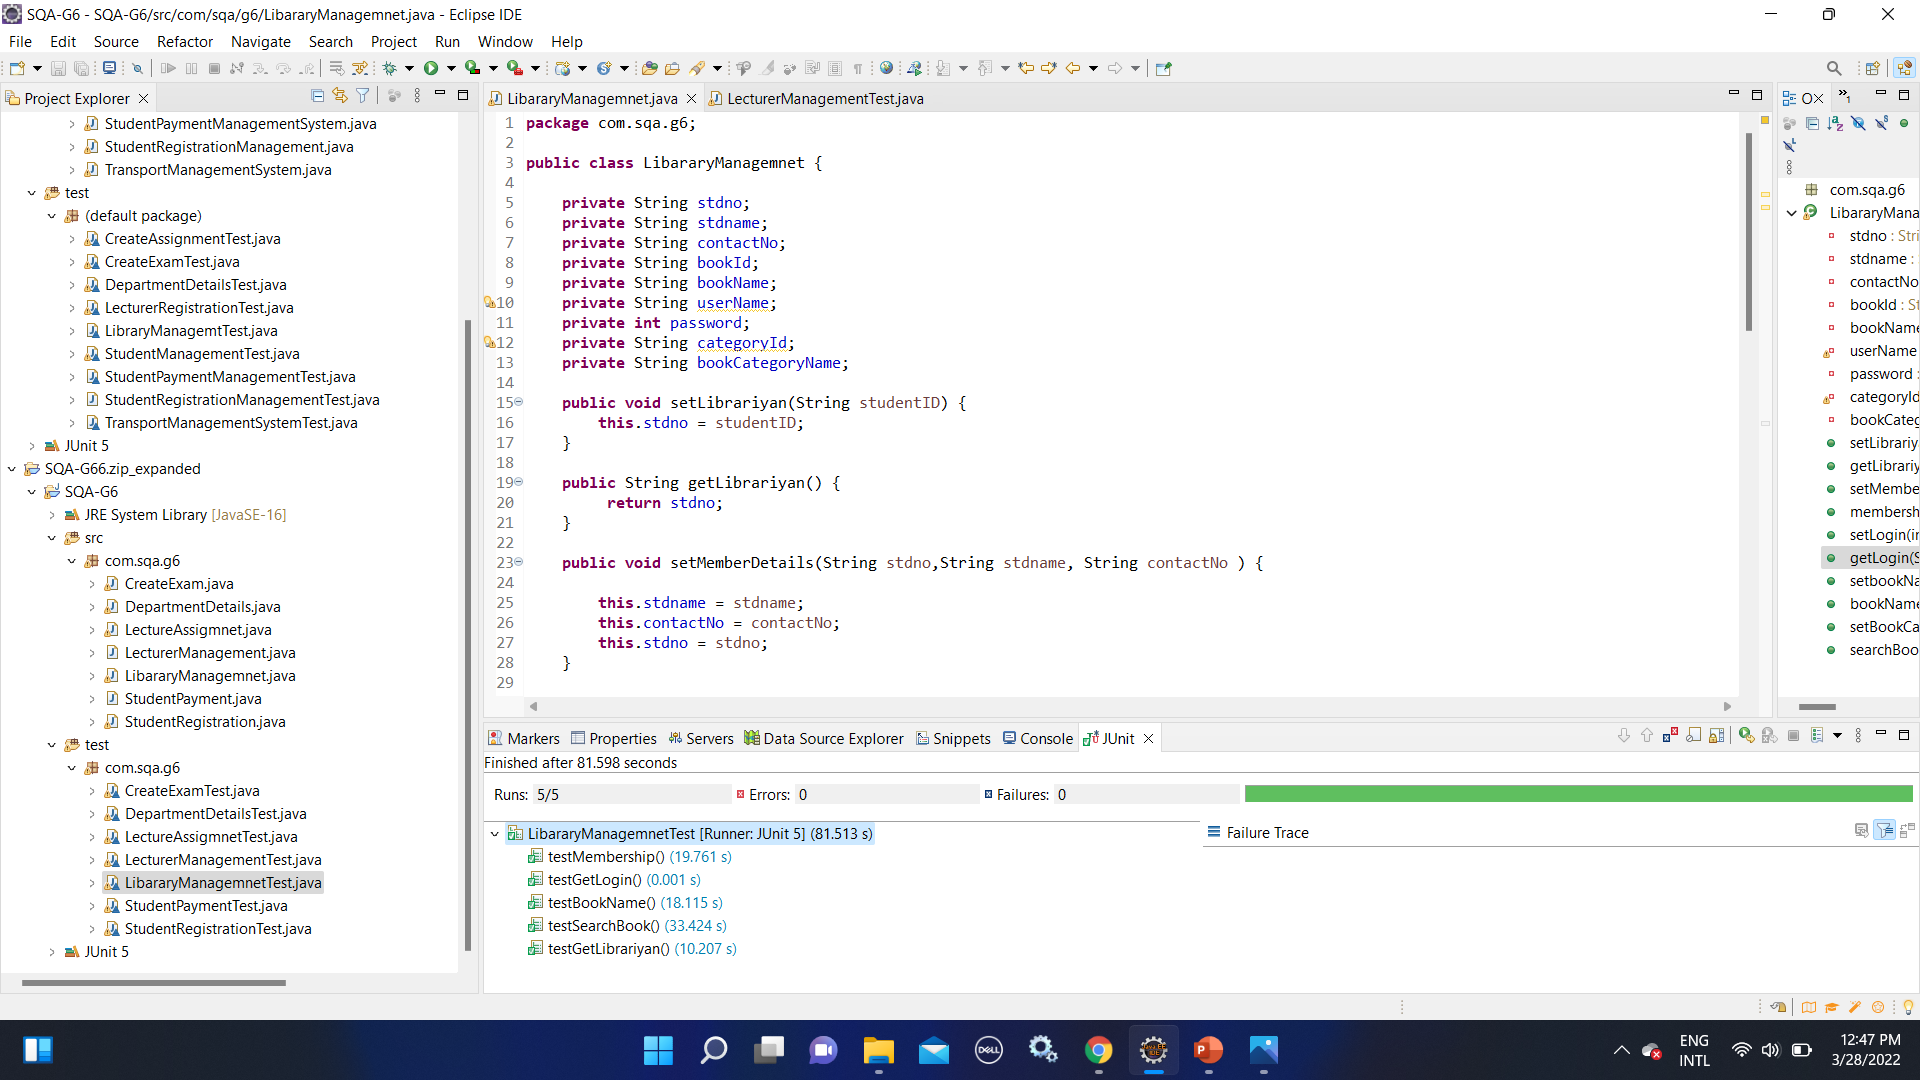 SQA-G6 - SQA-G6/src/com/sqa/g6/LibararyManagemnet.java - Eclipse IDE
File Edit Source Refactor Navigate Search Project Run Window Help
Project Explorer
StudentPaymentManagementSystem.java
StudentRegistrationManagement.java
TransportManagementSystem.java
test
(default package)
CreateAssignmentTest.java
CreateExamTest.java
DepartmentDetailsTest.java
LecturerRegistrationTest.java
LibraryManagemtTest.java
StudentManagementTest.java
StudentPaymentManagementTest.java
StudentRegistrationManagementTest.java
TransportManagementSystemTest.java
JUnit 5
SQA-G66.zip_expanded
SQA-G6
JRE System Library [JavaSE-16]
src
com.sqa.g6
CreateExam.java
DepartmentDetails.java
LectureAssigmnet.java
LecturerManagement.java
LibararyManagemnet.java
StudentPayment.java
StudentRegistration.java
test
com.sqa.g6
CreateExamTest.java
DepartmentDetailsTest.java
LectureAssigmnetTest.java
LecturerManagementTest.java
LibararyManagemnetTest.java
StudentPaymentTest.java
StudentRegistrationTest.java
JUnit 5
LibararyManagemnet.java LecturerManagementTest.java
1 package com.sqa.g6;
2
3 public class LibararyManagemnet {
4
5 private String stdno;
6 private String stdname;
7 private String contactNo;
8 private String bookId;
9 private String bookName;
10 private String userName;
11 private int password;
12 private String categoryId;
13 private String bookCategoryName;
14
15 public void setLibrariyan(String studentID) {
16 this.stdno = studentID;
17 }
18
19 public String getLibrariyan() {
20 return stdno;
21 }
22
23 public void setMemberDetails(String stdno,String stdname, String contactNo ) {
24
25 this.stdname = stdname;
26 this.contactNo = contactNo;
27 this.stdno = stdno;
28 }
29
com.sqa.g6
LibararyMana
stdno : Stri
stdname :
contactNo
bookId : St
bookName
userName
password
categoryId
bookCateg
setLibrariy
getLibrariy
setMembe
membersh
setLogin(in
getLogin(S
setbookNa
bookName
setBookCa
searchBoo
Markers Properties Servers Data Source Explorer Snippets Console JUnit
Finished after 81.598 seconds
Runs: 5/5 Errors: 0 Failures: 0
LibararyManagemnetTest [Runner: JUnit 5] (81.513 s)
testMembership() (19.761 s)
testGetLogin() (0.001 s)
testBookName() (18.115 s)
testSearchBook() (33.424 s)
testGetLibrariyan() (10.207 s)
Failure Trace
DELL
ENG
INTL
12:47 PM
3/28/2022